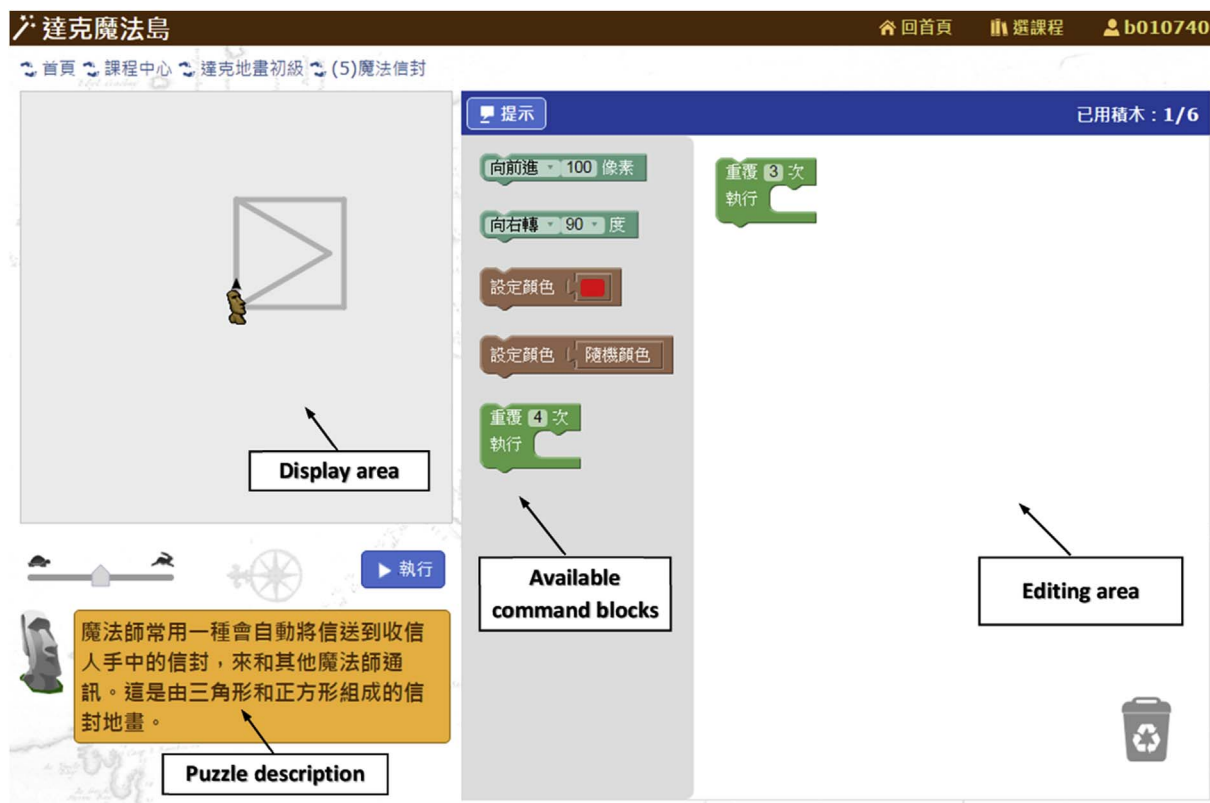 達克魔法島
回首頁 選課程 b010740
首頁 課程中心 達克地畫初級 (5)魔法信封
提示
已用積木：1/6
向前進 100 像素
向右轉 90 度
設定顏色
設定顏色 隨機顏色
重覆 4 次
執行
重覆 3 次
執行
Display area
執行
Available
command blocks
Editing area
魔法師常用一種會自動將信送到收信
人手中的信封，來和其他魔法師通
訊。這是由三角形和正方形組成的信
封地畫。
Puzzle description